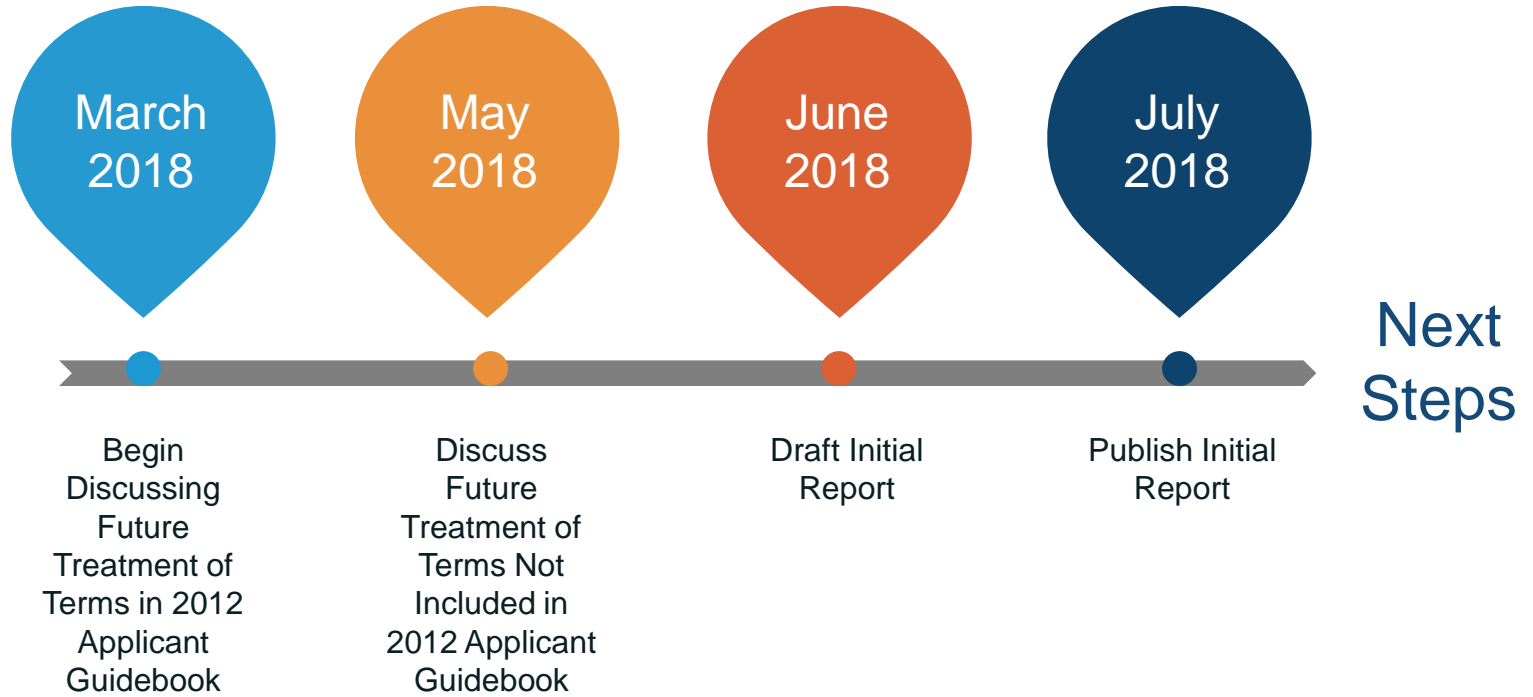 March
2018
May
2018
June
2018
July
2018
Next
Steps
Begin
Discussing
Future
Treatment of
Terms in 2012
Applicant
Guidebook
Discuss
Future
Treatment of
Terms Not
Included in
2012 Applicant
Guidebook
Draft Initial
Report
Publish Initial
Report